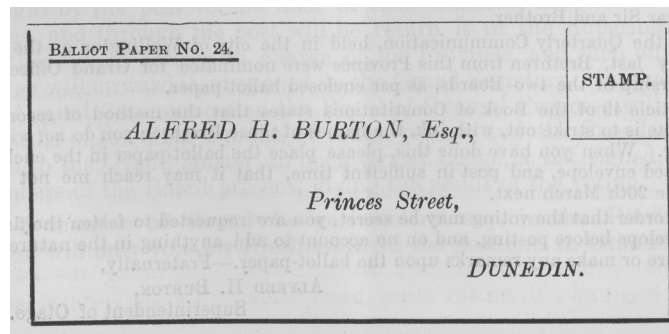 BALLOT PAPER NO. 24.
STAMP.
ALFRED H. BURTON, Esq.,
Princes Street,
DUNEDIN.